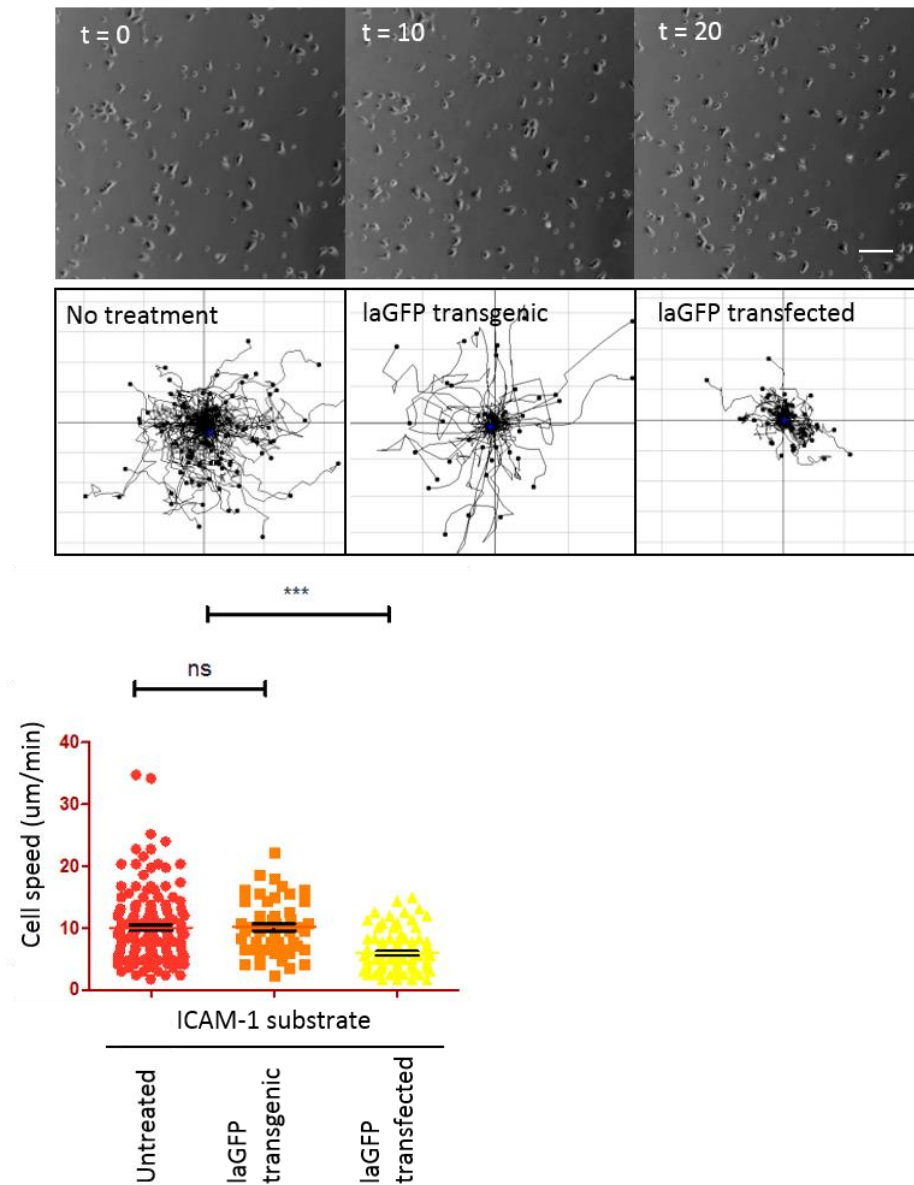 t = 0
t = 10
t = 20
No treatment
laGFP transgenic
laGFP transfected
***
ns
Cell speed (um/min)
40
30
20
10
0
ICAM-1 substrate
Untreated
laGFP
transgenic
laGFP
transfected